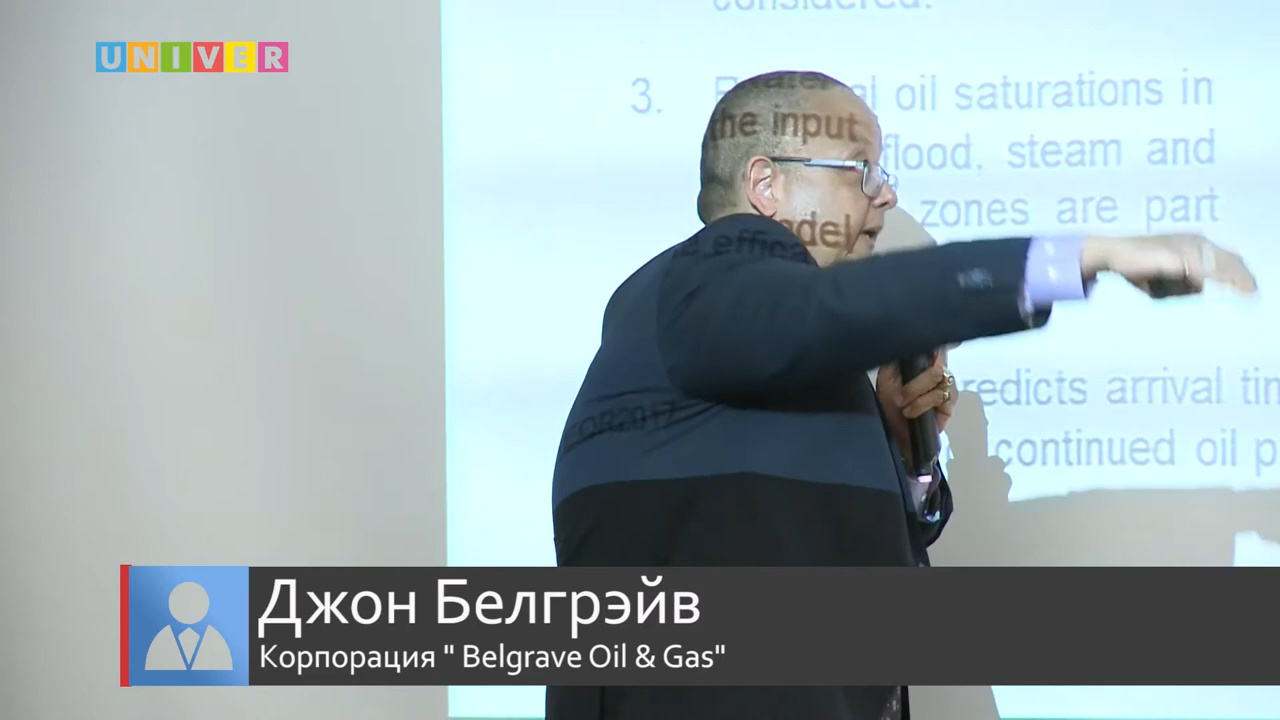 UNIVER
considered.
3. oil saturations in
the input flood, steam and
zones are part
redicts arrival tim
continued oil p
Джон Белгрэйв
Корпорация " Belgrave Oil & Gas"